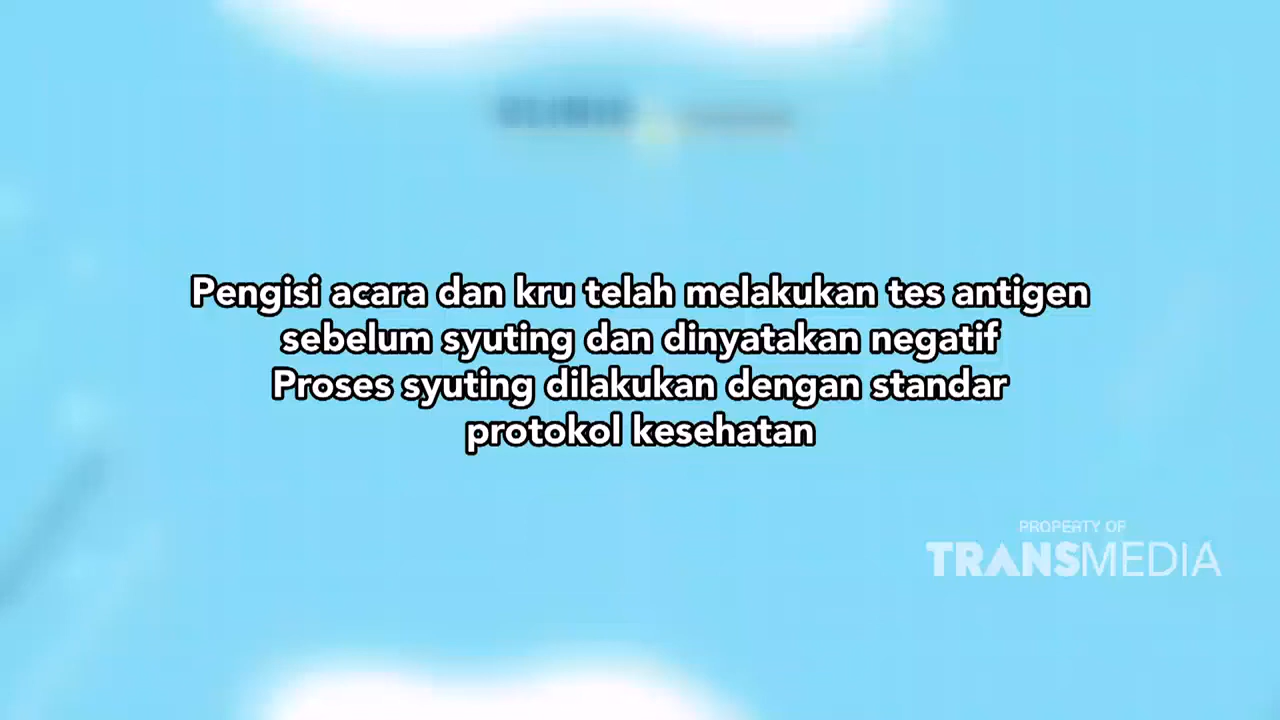 Pengisi acara dan kru telah melakukan tes antigen
sebelum syuting dan dinyatakan negatif
Proses syuting dilakukan dengan standar
protokol kesehatan
PROPERTY OF
TRANSMEDIA